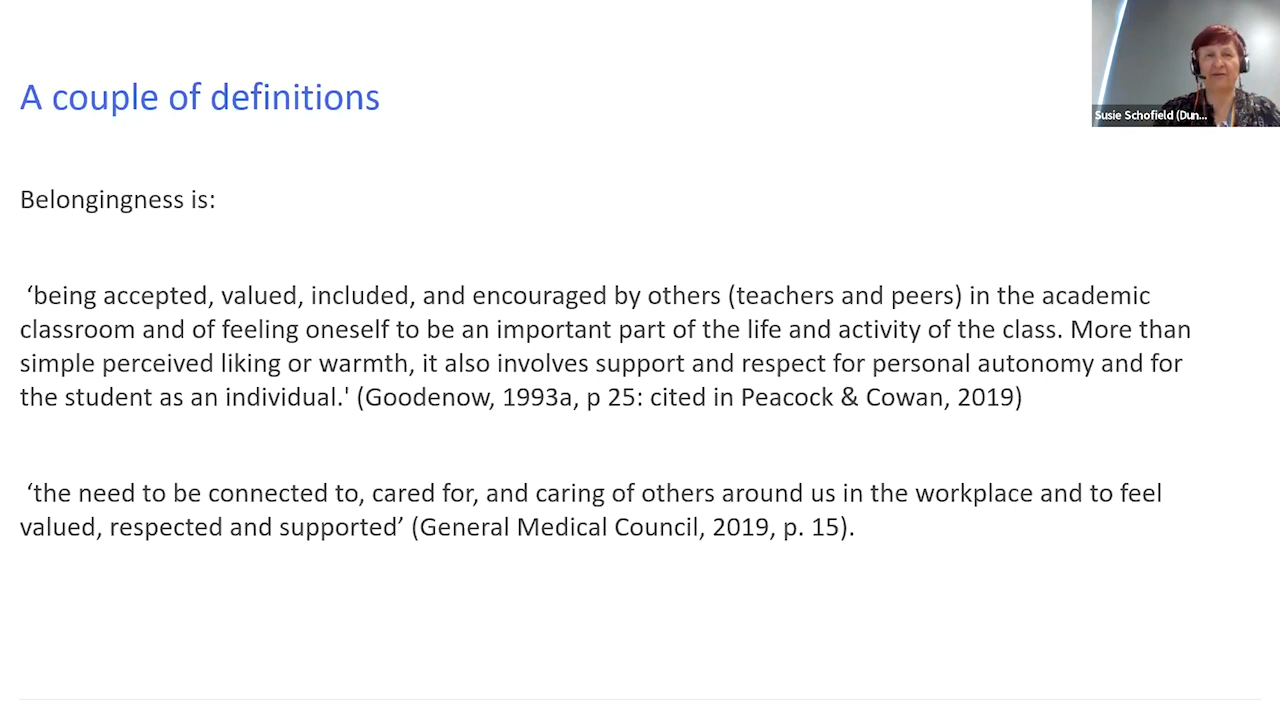 A couple of definitions
Susie Schofield (Dun...
Belongingness is:
‘being accepted, valued, included, and encouraged by others (teachers and peers) in the academic
classroom and of feeling oneself to be an important part of the life and activity of the class. More than
simple perceived liking or warmth, it also involves support and respect for personal autonomy and for
the student as an individual.' (Goodenow, 1993a, p 25: cited in Peacock & Cowan, 2019)
‘the need to be connected to, cared for, and caring of others around us in the workplace and to feel
valued, respected and supported’ (General Medical Council, 2019, p. 15).